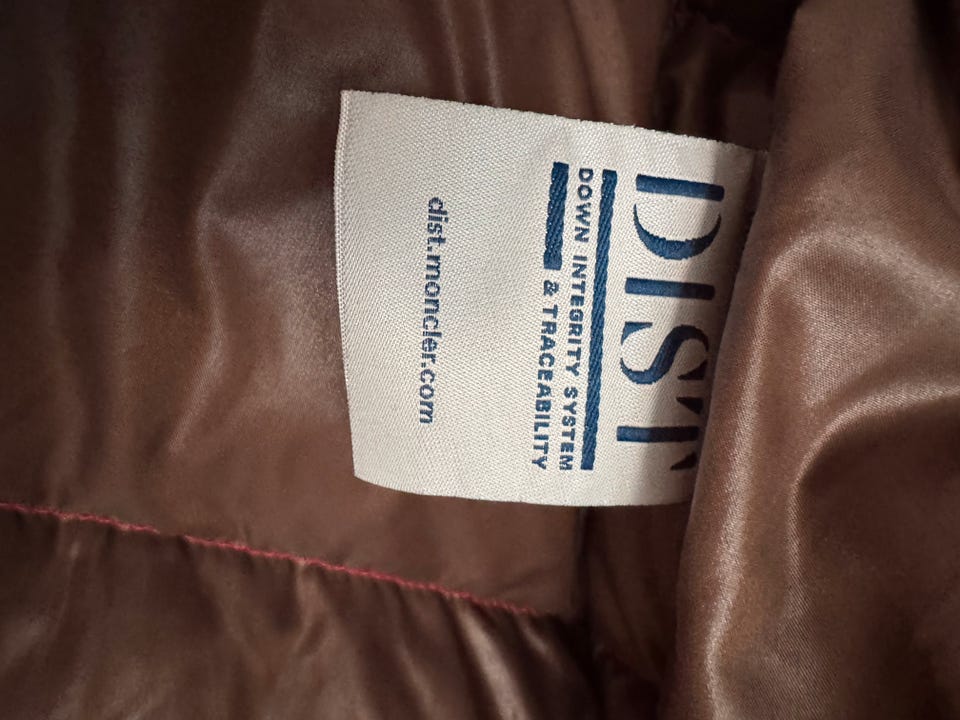 DIST
DOWN INTEGRITY SYSTEM
& TRACEABILITY
dist.moncler.com